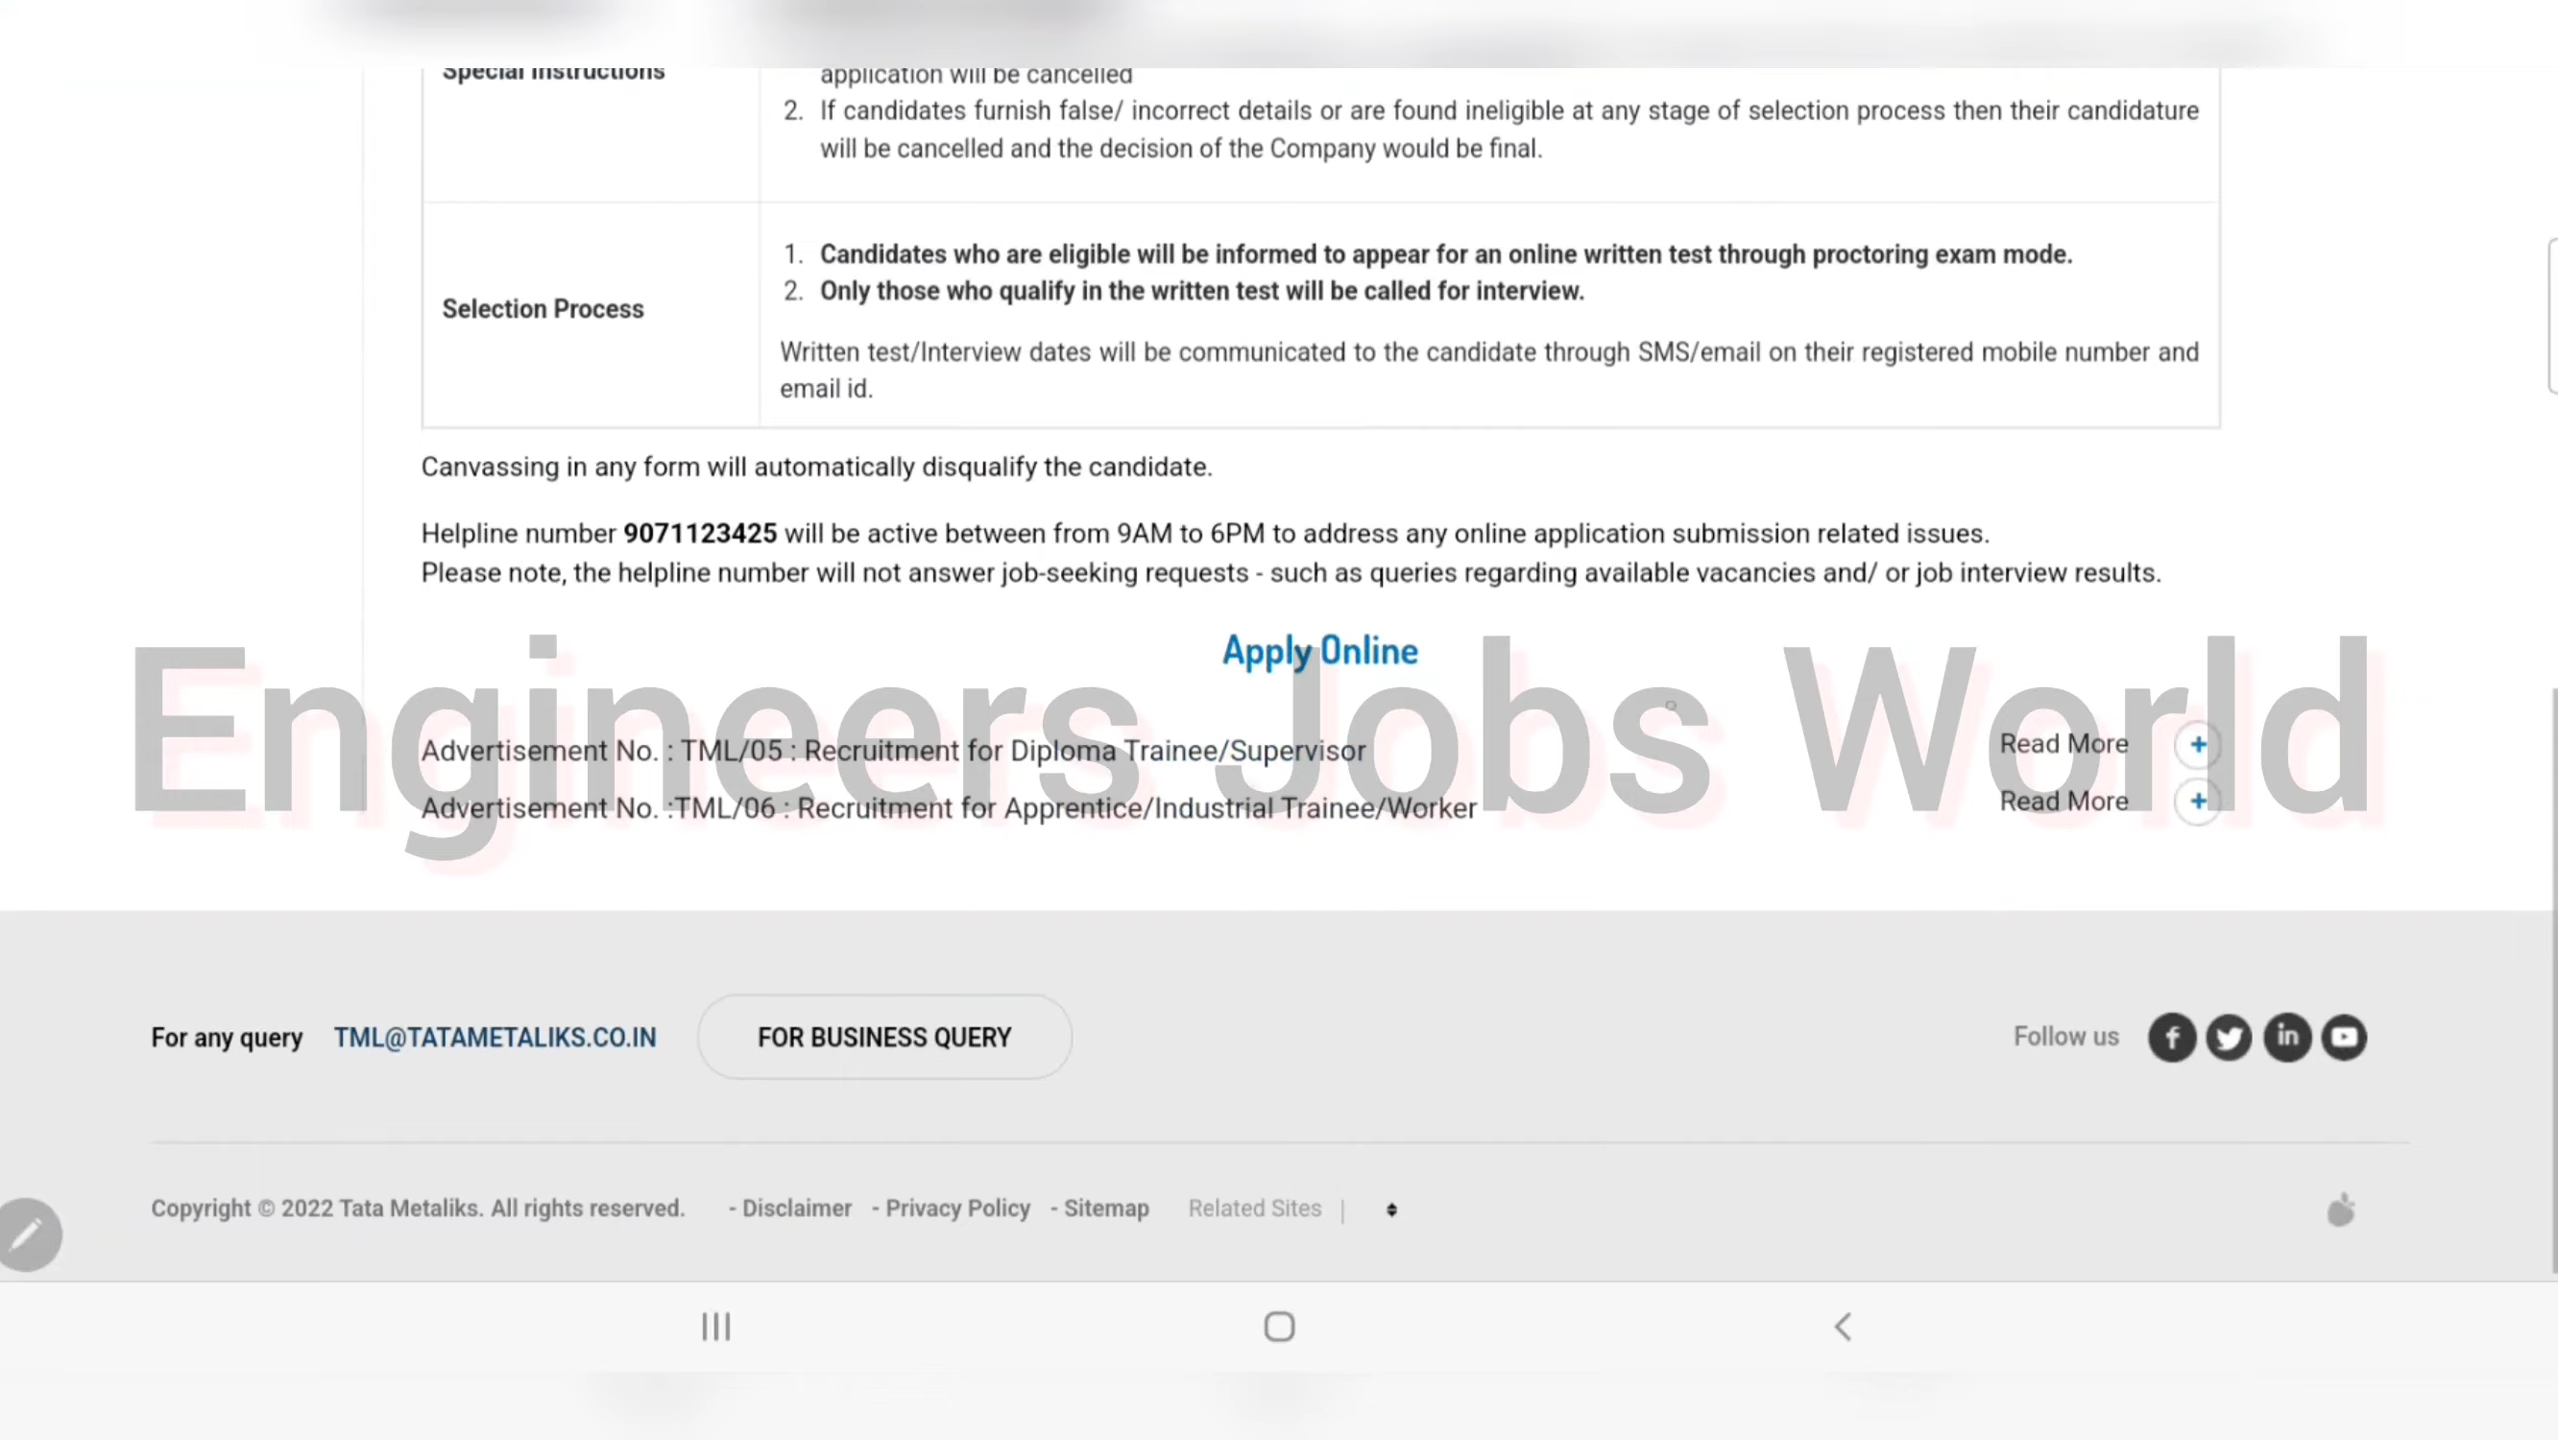 Special Instructions
application will be cancelled
2. If candidates furnish false/ incorrect details or are found ineligible at any stage of selection process then their candidature
will be cancelled and the decision of the Company would be final.
Selection Process
1. Candidates who are eligible will be informed to appear for an online written test through proctoring exam mode.
2. Only those who qualify in the written test will be called for interview.
Written test/Interview dates will be communicated to the candidate through SMS/email on their registered mobile number and
email id.
Canvassing in any form will automatically disqualify the candidate.
Helpline number 9071123425 will be active between from 9AM to 6PM to address any online application submission related issues.
Please note, the helpline number will not answer job-seeking requests - such as queries regarding available vacancies and/ or job interview results.
Apply Online
Engineers Jobs World
Advertisement No. : TML/05 : Recruitment for Diploma Trainee/Supervisor Read More +
Advertisement No. :TML/06 : Recruitment for Apprentice/Industrial Trainee/Worker Read More +
For any query TML@TATAMETALIKS.CO.IN FOR BUSINESS QUERY Follow us
Copyright © 2022 Tata Metaliks. All rights reserved. - Disclaimer - Privacy Policy - Sitemap Related Sites |